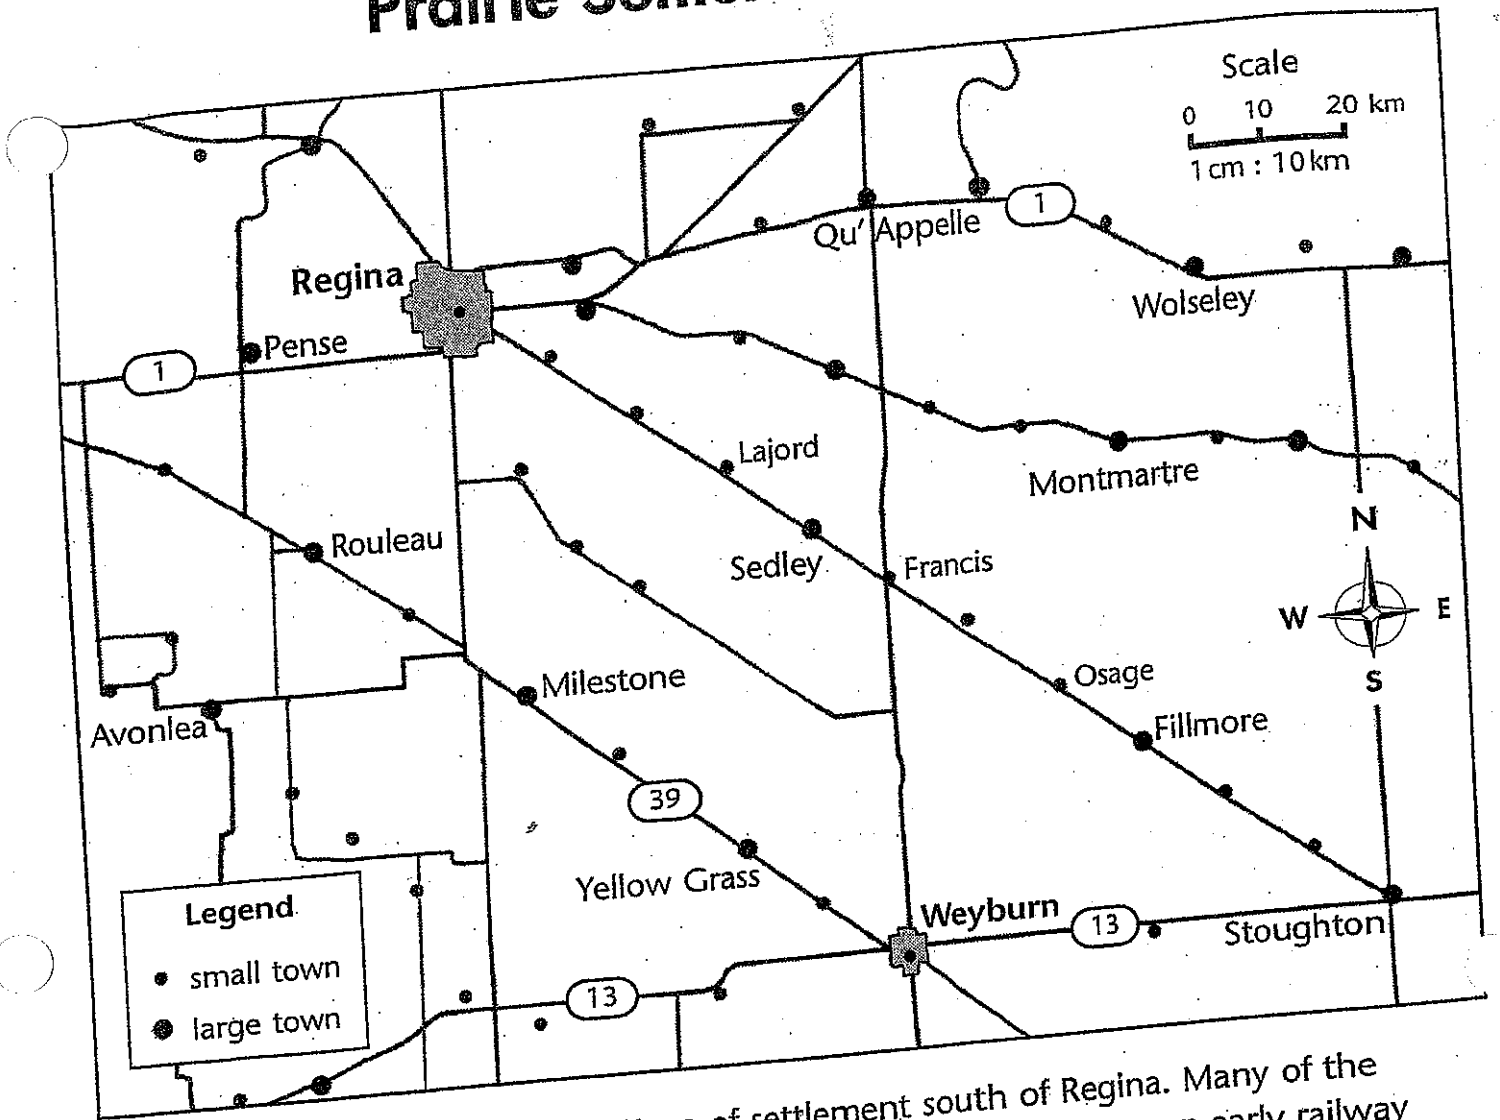 Prairie
Scale
0 10 20 km
1 cm : 10 km
1
Qu' Appelle
Regina
Wolseley
Pense
1
Lajord
Montmartre
N
Rouleau
Sedley
Francis
W E
Milestone
Osage
S
Avonlea
Fillmore
39
Yellow Grass
Legend
Weyburn
13
Stoughton
small town
13
large town
of settlement south of Regina. Many of the
early railway